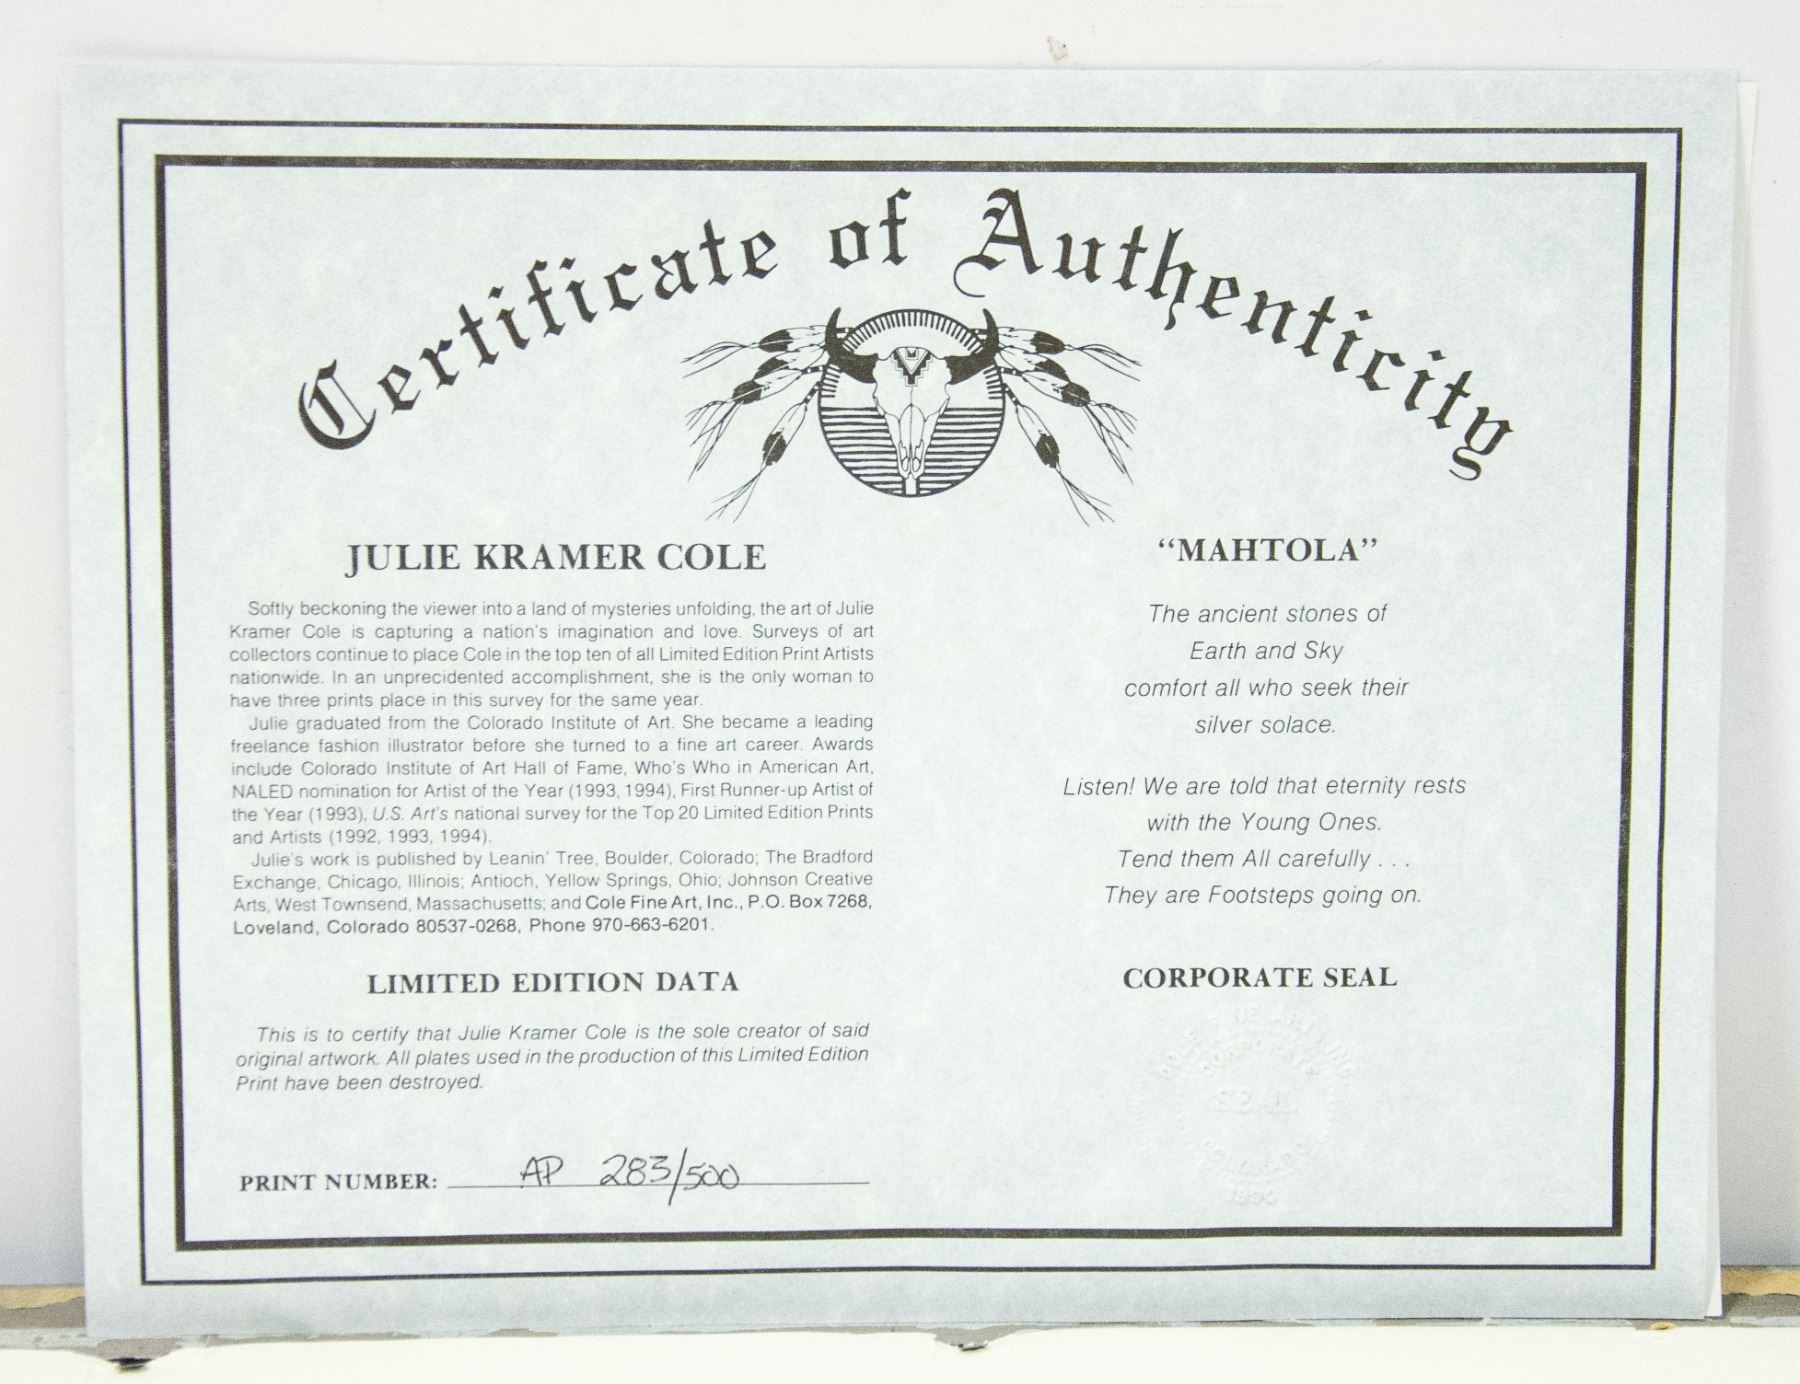 Certificate of Authenticity
JULIE KRAMER COLE
Softly beckoning the viewer into a land of mysteries unfolding, the art of Julie
Kramer Cole is capturing a nation's imagination and love. Surveys of art
collectors continue to place Cole in the top ten of all Limited Edition Print Artists
nationwide. In an unprecidented accomplishment, she is the only woman to
have three prints place in this survey for the same year.
Julie graduated from the Colorado Institute of Art. She became a leading
freelance fashion illustrator before she turned to a fine art career. Awards
include Colorado Institute of Art Hall of Fame, Who's Who in American Art,
NALED nomination for Artist of the Year (1993, 1994), First Runner-up Artist of
the Year (1993), U.S. Art's national survey for the Top 20 Limited Edition Prints
and Artists (1992, 1993, 1994).
Julie's work is published by Leanin' Tree, Boulder, Colorado; The Bradford
Exchange, Chicago, Illinois; Antioch, Yellow Springs, Ohio; Johnson Creative
Arts, West Townsend, Massachusetts; and Cole Fine Art, Inc., P.O. Box 7268,
Loveland, Colorado 80537-0268, Phone 970-663-6201.
LIMITED EDITION DATA
This is to certify that Julie Kramer Cole is the sole creator of said
original artwork. All plates used in the production of this Limited Edition
Print have been destroyed.
PRINT NUMBER: AP 283/500
"MAHTOLA"
The ancient stones of
Earth and Sky
comfort all who seek their
silver solace.
Listen! We are told that eternity rests
with the Young Ones.
Tend them All carefully . . .
They are Footsteps going on.
CORPORATE SEAL
CORPORATE
SEAL